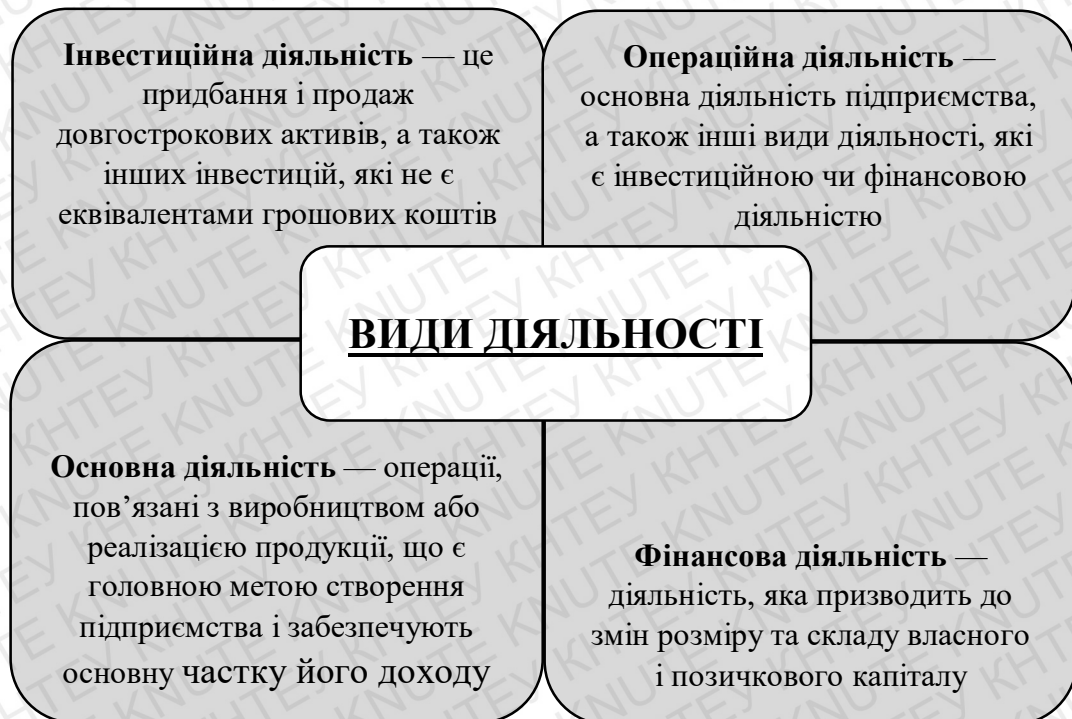 Інвестиційна діяльність — це
придбання і продаж
довгострокових активів, а також
інших інвестицій, які не є
еквівалентами грошових коштів
Операційна діяльність —
основна діяльність підприємства,
а також інші види діяльності, які
є інвестиційною чи фінансовою
діяльністю
ВИДИ ДІЯЛЬНОСТІ
Основна діяльність — операції,
пов’язані з виробництвом або
реалізацією продукції, що є
головною метою створення
підприємства і забезпечують
основну частку його доходу
Фінансова діяльність —
діяльність, яка призводить до
змін розміру та складу власного
і позичкового капіталу